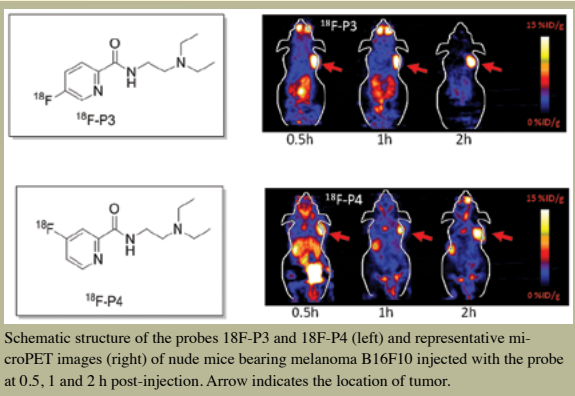 O
N
H
N
N
¹⁸F
¹⁸F-P3
¹⁸F-P3
15 %ID/g
0 %ID/g
0.5h 1h 2h
¹⁸F
O
N
H
N
N
¹⁸F-P4
¹⁸F-P4
15 %ID/g
0 %ID/g
0.5h 1h 2h
Schematic structure of the probes 18F-P3 and 18F-P4 (left) and representative mi-
croPET images (right) of nude mice bearing melanoma B16F10 injected with the probe
at 0.5, 1 and 2 h post-injection. Arrow indicates the location of tumor.